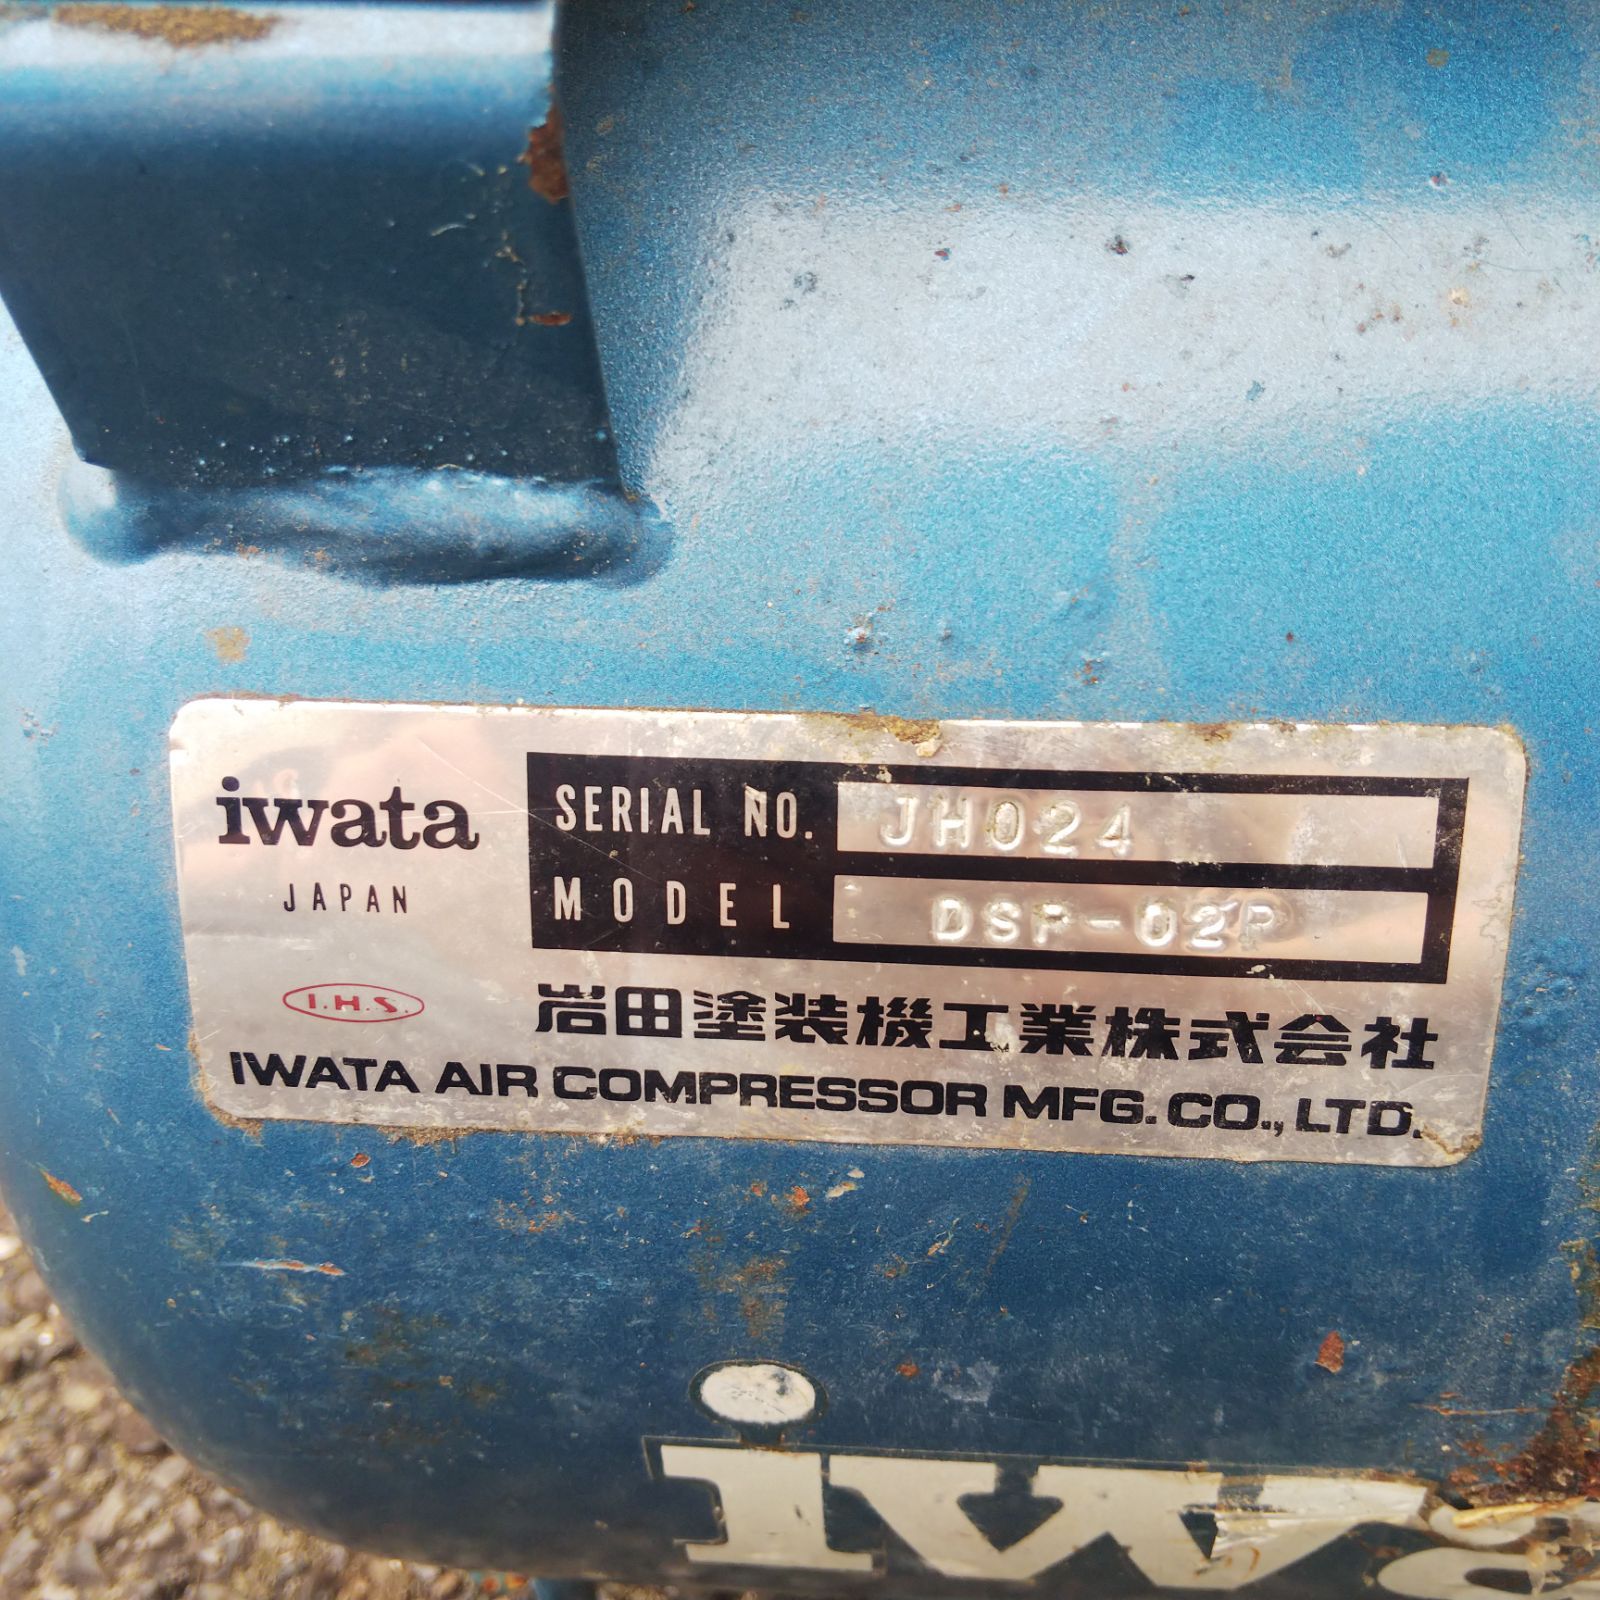 iwata
JAPAN
I.H.S.
SERIAL NO. JH024
MODEL DSP-02P
岩田塗装機工業株式会社
IWATA AIR COMPRESSOR MFG. CO., LTD.
iwa